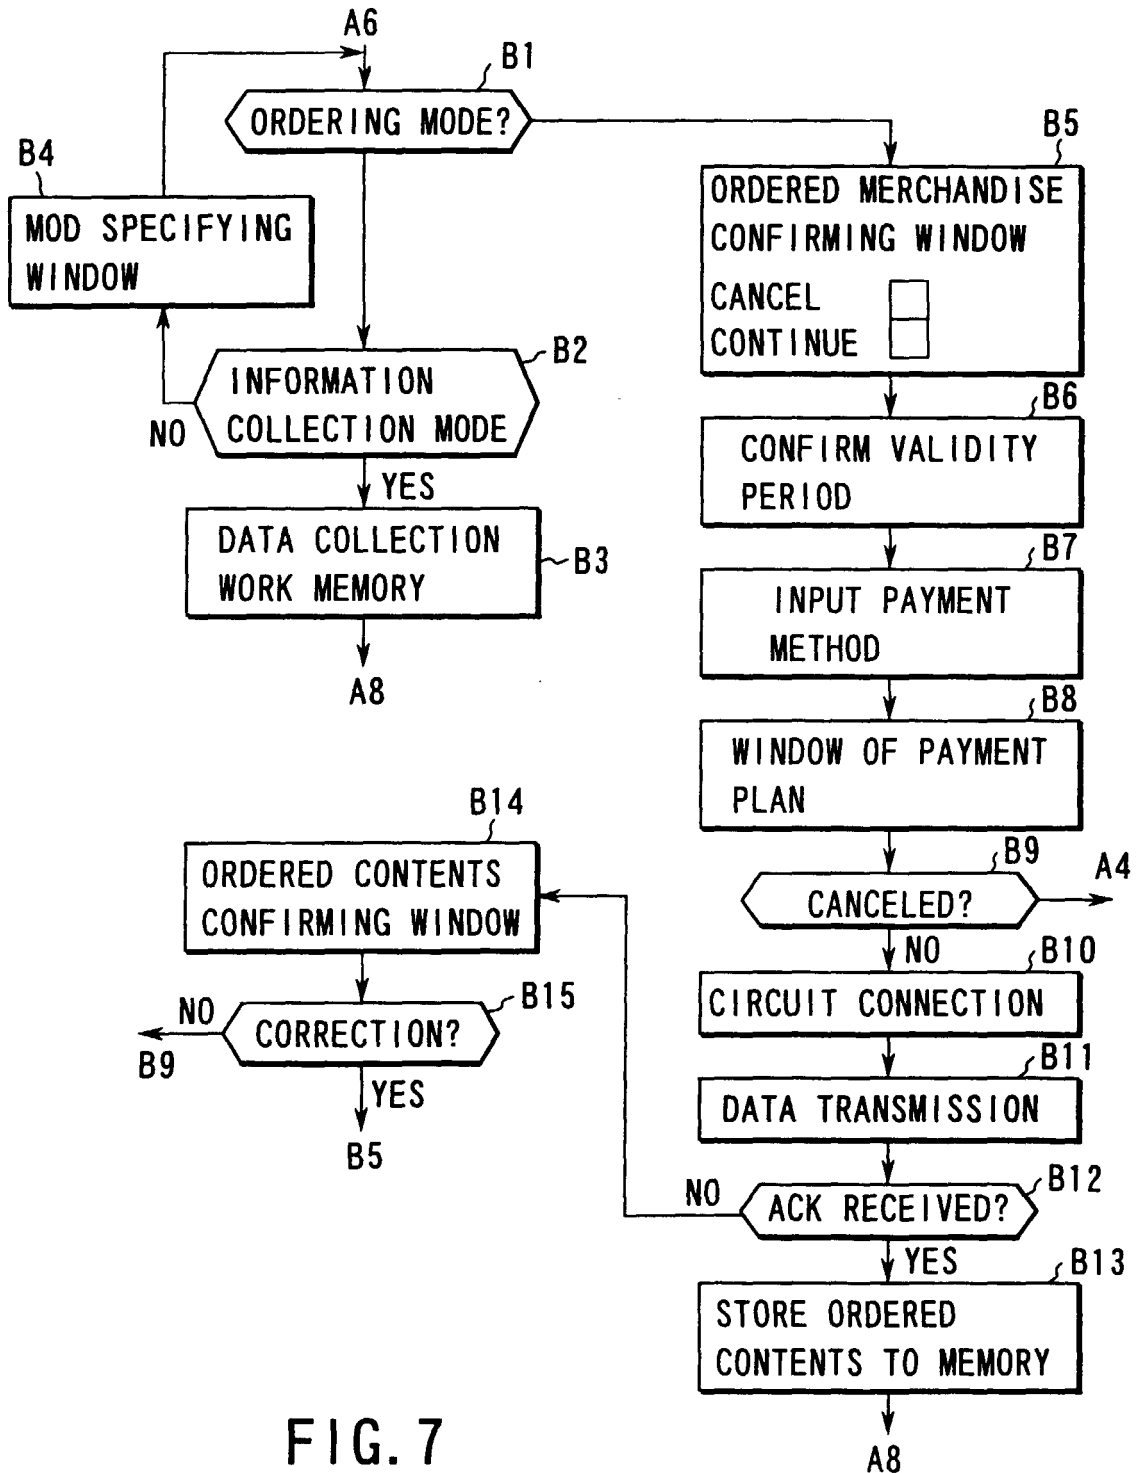 A6
B1
ORDERING MODE?
B4
MOD SPECIFYING
WINDOW
B2
INFORMATION
COLLECTION MODE
NO
YES
DATA COLLECTION
WORK MEMORY
B3
A8
B5
ORDERED MERCHANDISE
CONFIRMING WINDOW
CANCEL
CONTINUE
B6
CONFIRM VALIDITY
PERIOD
B7
INPUT PAYMENT
METHOD
B8
WINDOW OF PAYMENT
PLAN
B9
CANCELED?
A4
NO
B10
CIRCUIT CONNECTION
B11
DATA TRANSMISSION
B12
ACK RECEIVED?
NO
YES
B13
STORE ORDERED
CONTENTS TO MEMORY
A8
B14
ORDERED CONTENTS
CONFIRMING WINDOW
B15
CORRECTION?
NO
B9
YES
B5
FIG. 7